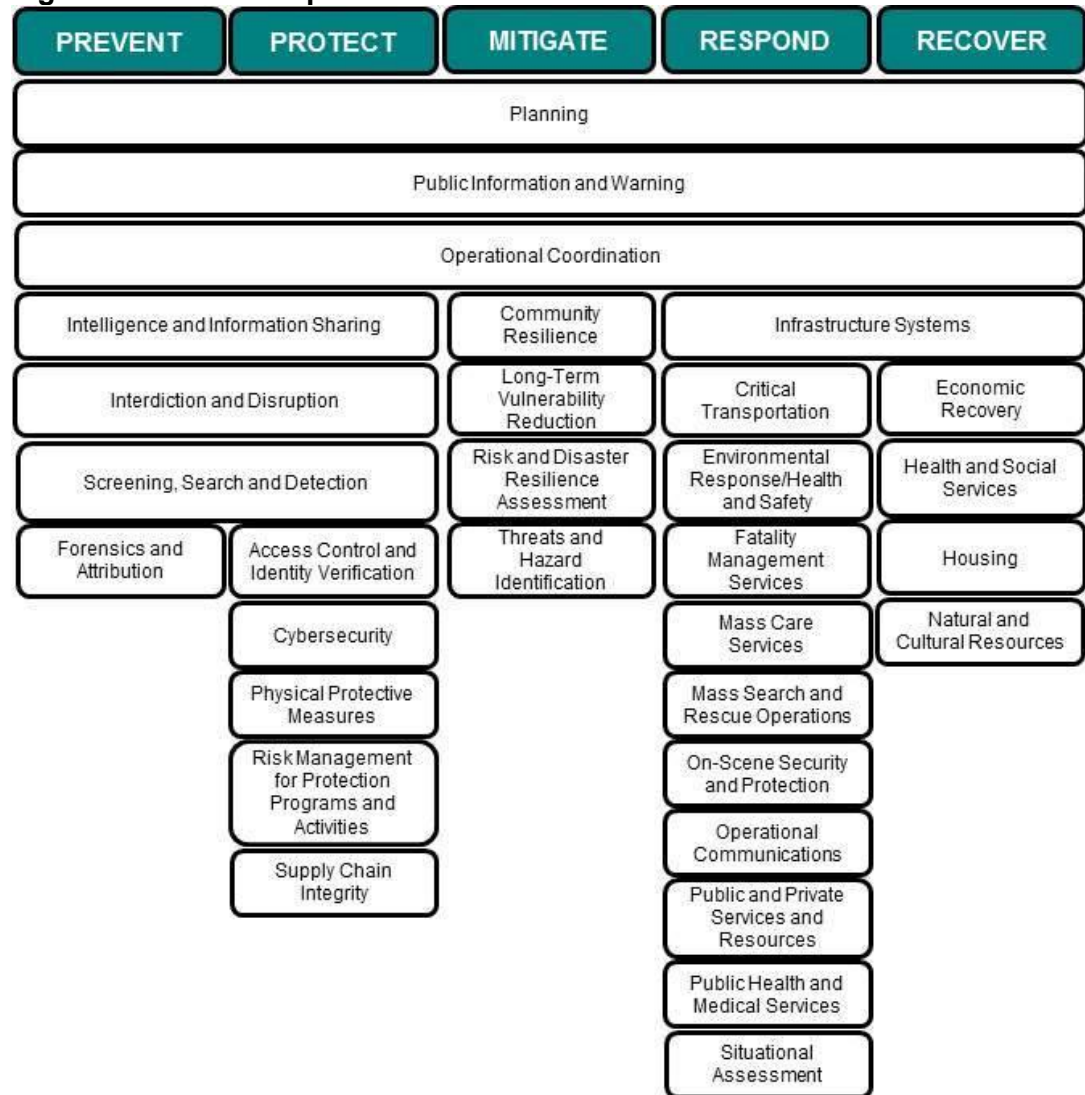 PREVENT
PROTECT
MITIGATE
RESPOND
RECOVER
Planning
Public Information and Warning
Operational Coordination
Intelligence and Information Sharing
Community
Resilience
Infrastructure Systems
Interdiction and Disruption
Long-Term
Vulnerability
Reduction
Critical
Transportation
Economic
Recovery
Screening, Search and Detection
Risk and Disaster
Resilience
Assessment
Environmental
Response/Health
and Safety
Health and Social
Services
Forensics and
Attribution
Access Control and
Identity Verification
Threats and
Hazard
Identification
Fatality
Management
Services
Housing
Cybersecurity
Mass Care
Services
Natural and
Cultural Resources
Physical Protective
Measures
Mass Search and
Rescue Operations
Risk Management
for Protection
Programs and
Activities
On-Scene Security
and Protection
Operational
Communications
Supply Chain
Integrity
Public and Private
Services and
Resources
Public Health and
Medical Services
Situational
Assessment